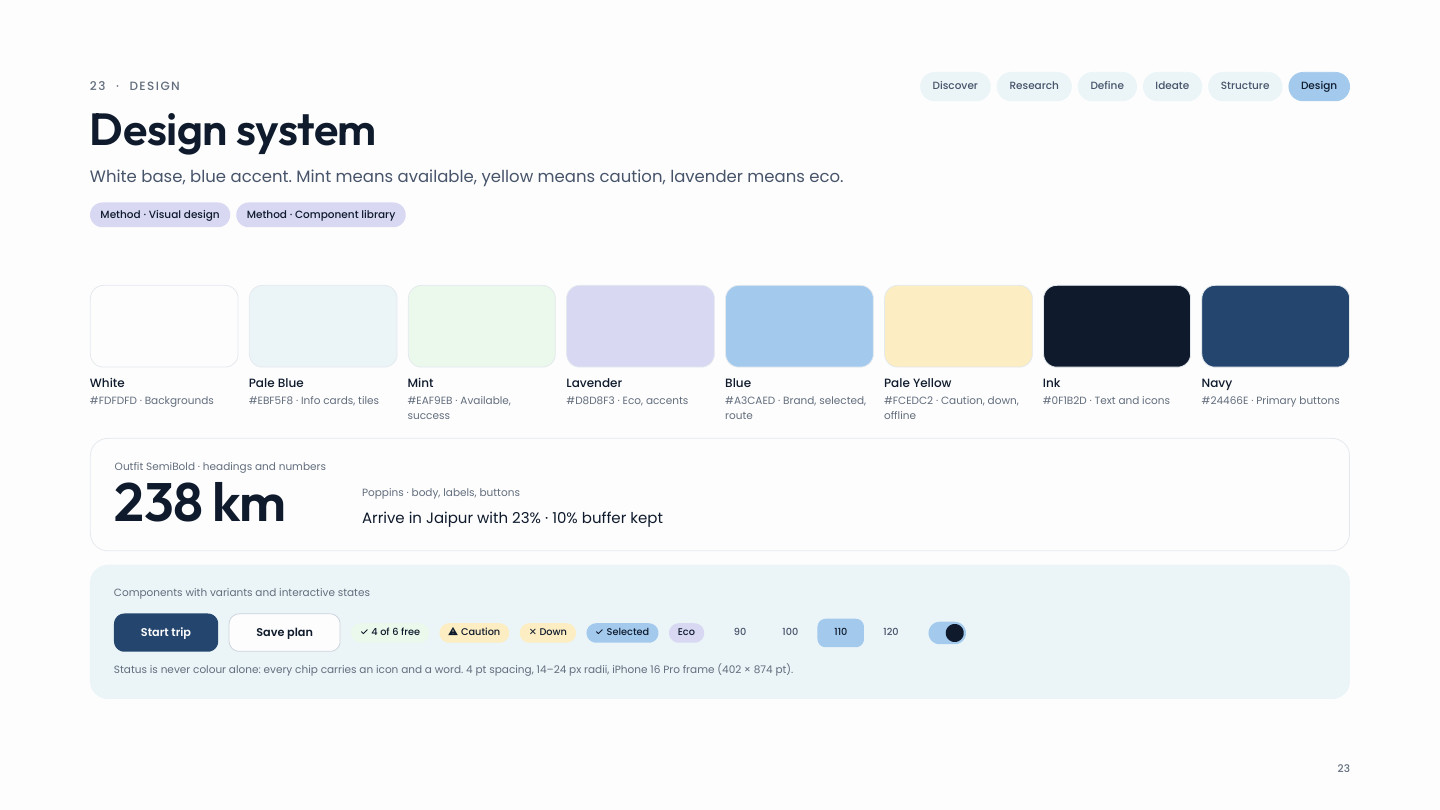 23 · DESIGN
Discover
Research
Define
Ideate
Structure
Design
Design system
White base, blue accent. Mint means available, yellow means caution, lavender means eco.
Method · Visual design
Method · Component library
White
#FDFDFD · Backgrounds
Pale Blue
#EBF5F8 · Info cards, tiles
Mint
#EAF9EB · Available,
success
Lavender
#D8D8F3 · Eco, accents
Blue
#A3CAED · Brand, selected,
route
Pale Yellow
#FCEDC2 · Caution, down,
offline
Ink
#0F1B2D · Text and icons
Navy
#24466E · Primary buttons
Outfit SemiBold · headings and numbers
238 km
Poppins · body, labels, buttons
Arrive in Jaipur with 23% · 10% buffer kept
Components with variants and interactive states
Start trip
Save plan
✓ 4 of 6 free
▲ Caution
✕ Down
✓ Selected
Eco
90
100
110
120
Status is never colour alone: every chip carries an icon and a word. 4 pt spacing, 14–24 px radii, iPhone 16 Pro frame (402 × 874 pt).
23